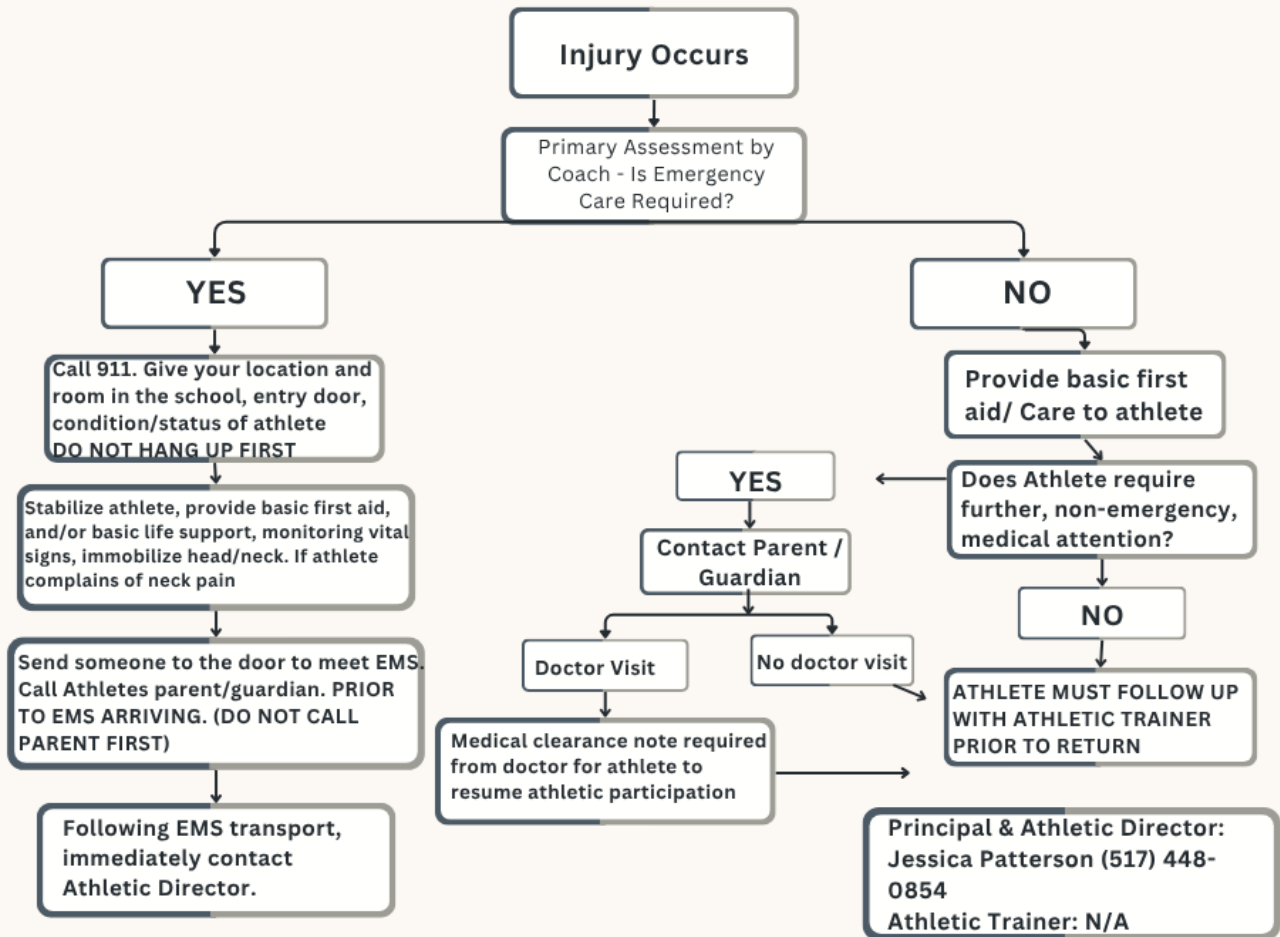 Injury Occurs
Primary Assessment by
Coach - Is Emergency
Care Required?
YES
Call 911. Give your location and
room in the school, entry door,
condition/status of athlete
DO NOT HANG UP FIRST
Stabilize athlete, provide basic first aid,
and/or basic life support, monitoring vital
signs, immobilize head/neck. If athlete
complains of neck pain
Send someone to the door to meet EMS.
Call Athletes parent/guardian. PRIOR
TO EMS ARRIVING. (DO NOT CALL
PARENT FIRST)
Following EMS transport,
immediately contact
Athletic Director.
NO
Provide basic first
aid/ Care to athlete
Does Athlete require
further, non-emergency,
medical attention?
YES
Contact Parent /
Guardian
Doctor Visit
No doctor visit
Medical clearance note required
from doctor for athlete to
resume athletic participation
NO
ATHLETE MUST FOLLOW UP
WITH ATHLETIC TRAINER
PRIOR TO RETURN
Principal & Athletic Director:
Jessica Patterson (517) 448-
0854
Athletic Trainer: N/A